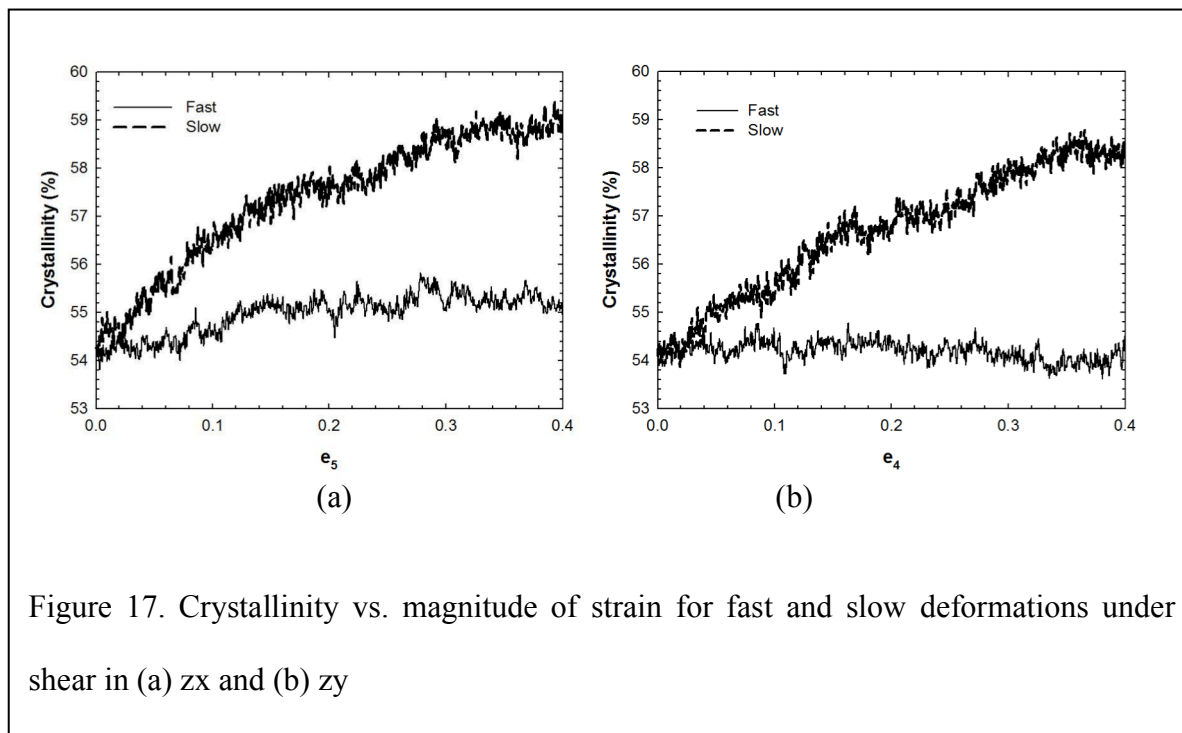 60
59
58
57
56
55
54
53
Crystallinity (%)
Fast
Slow
0.0 0.1 0.2 0.3 0.4
e5
(a)
60
59
58
57
56
55
54
53
Crystallinity (%)
Fast
Slow
0.0 0.1 0.2 0.3 0.4
e4
(b)
Figure 17. Crystallinity vs. magnitude of strain for fast and slow deformations under
shear in (a) zx and (b) zy